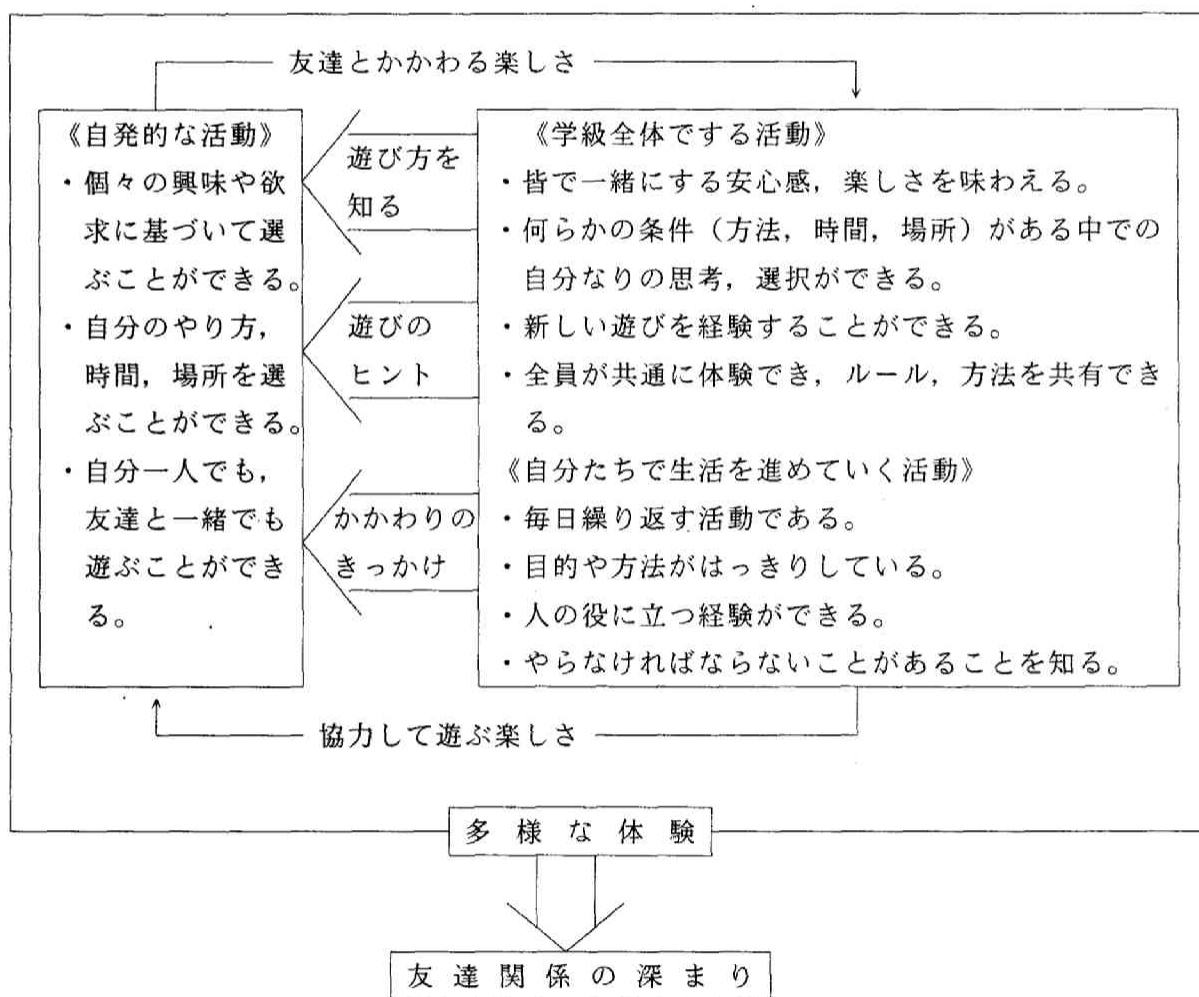 友達とかかわる楽しさ
《自発的な活動》
・個々の興味や欲
求に基づいて選
ぶことができる。
・自分のやり方，
時間，場所を選
ぶことができる。
・自分一人でも，
友達と一緒でも
遊ぶことができ
る。
遊び方を
知る
遊びの
ヒント
かかわりの
きっかけ
《学級全体でする活動》
・皆で一緒にする安心感，楽しさを味わえる。
・何らかの条件（方法，時間，場所）がある中での
自分なりの思考，選択ができる。
・新しい遊びを経験することができる。
・全員が共通に体験でき，ルール，方法を共有でき
る。
《自分たちで生活を進めていく活動》
・毎日繰り返す活動である。
・目的や方法がはっきりしている。
・人の役に立つ経験ができる。
・やらなければならないことがあることを知る。
協力して遊ぶ楽しさ
多様な体験
友達関係の深まり